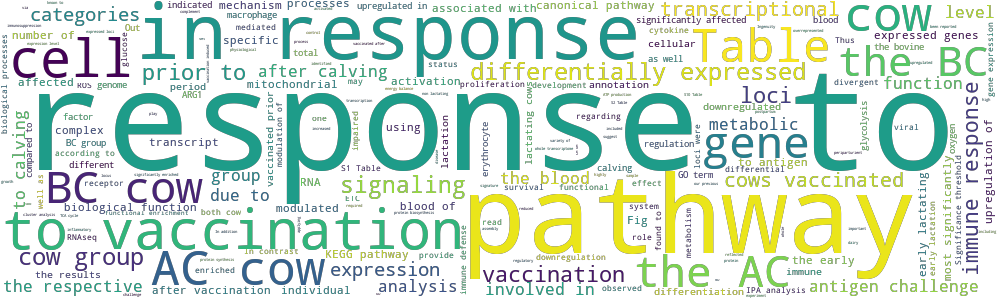 response to
pathway
in response
cell
Table
cow
the BC
gene
BC cow
to vaccination
AC cow
the AC
differentially expressed
transcriptional
categories
number of
indicated
mechanism
processes
upregulated in
associated with
canonical pathway
significantly affected
blood
level
expressed genes
macrophage
mediated
specific
cytokine
cellular
as well
Thus
the bovine
function
affected
ROS
genome
prior to
after calving
mitochondrial
period
ARG1
total
status
may
activation
proliferation
development
annotation
loci
divergent
biological processes
glucose
gene expression
factor
complex
BC group
according to
different
transcript
vaccinated prior
modulation of
one
impaired
using
lactation
erythrocyte
lactating cows
regarding
downregulated
metabolic
regulation
loci were
glycolysis
viral
oxygen
to calving
compared to
well as
receptor
biological function
functional enrichment
group
due to
RNA
S1 Table
signaling
the blood
survival
functional
calving
effect
GO term
differential
to antigen
cows vaccinated
modulated
ETC
blood of
both cow
KEGG pathway
provide
in contrast
enriched
RNAseq
cow group
the results
the respective
after vaccination
individual
expression
analysis
immune defense
read
downregulation
vaccination
involved in
observed
system
Fig
role
found to
metabolism
differentiation
IPA analysis
the early
immune
antigen challenge
early lactating
early lactation
most significantly
Significance threshold
immune response
upregulation of